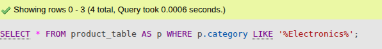 Showing rows 0 - 3 (4 total, Query took 0.0006 seconds.)
SELECT * FROM product_table AS p WHERE p.category LIKE '%Electronics%';